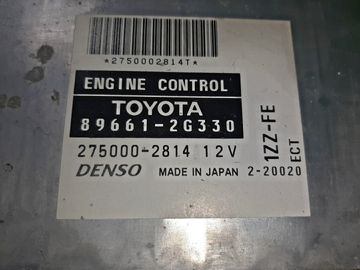 *2750002814T*
ENGINE CONTROL
TOYOTA
89661-2G330
275000-2814 12V
DENSO MADE IN JAPAN 2-20020
1ZZ-FE
ECT